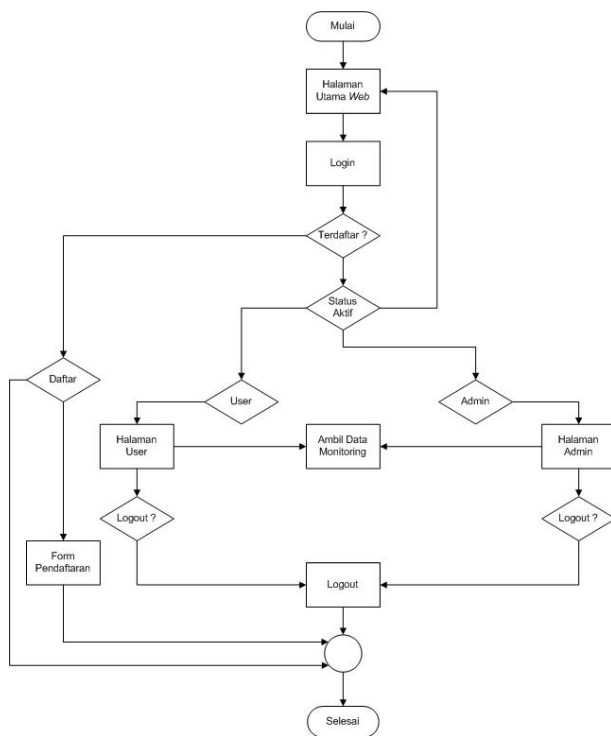 Mulai
Halaman
Utama Web
Login
Terdaftar ?
Status
Aktif
Daftar
User
Admin
Halaman
User
Ambil Data
Monitoring
Halaman
Admin
Logout ?
Logout ?
Form
Pendaftaran
Logout
Selesai